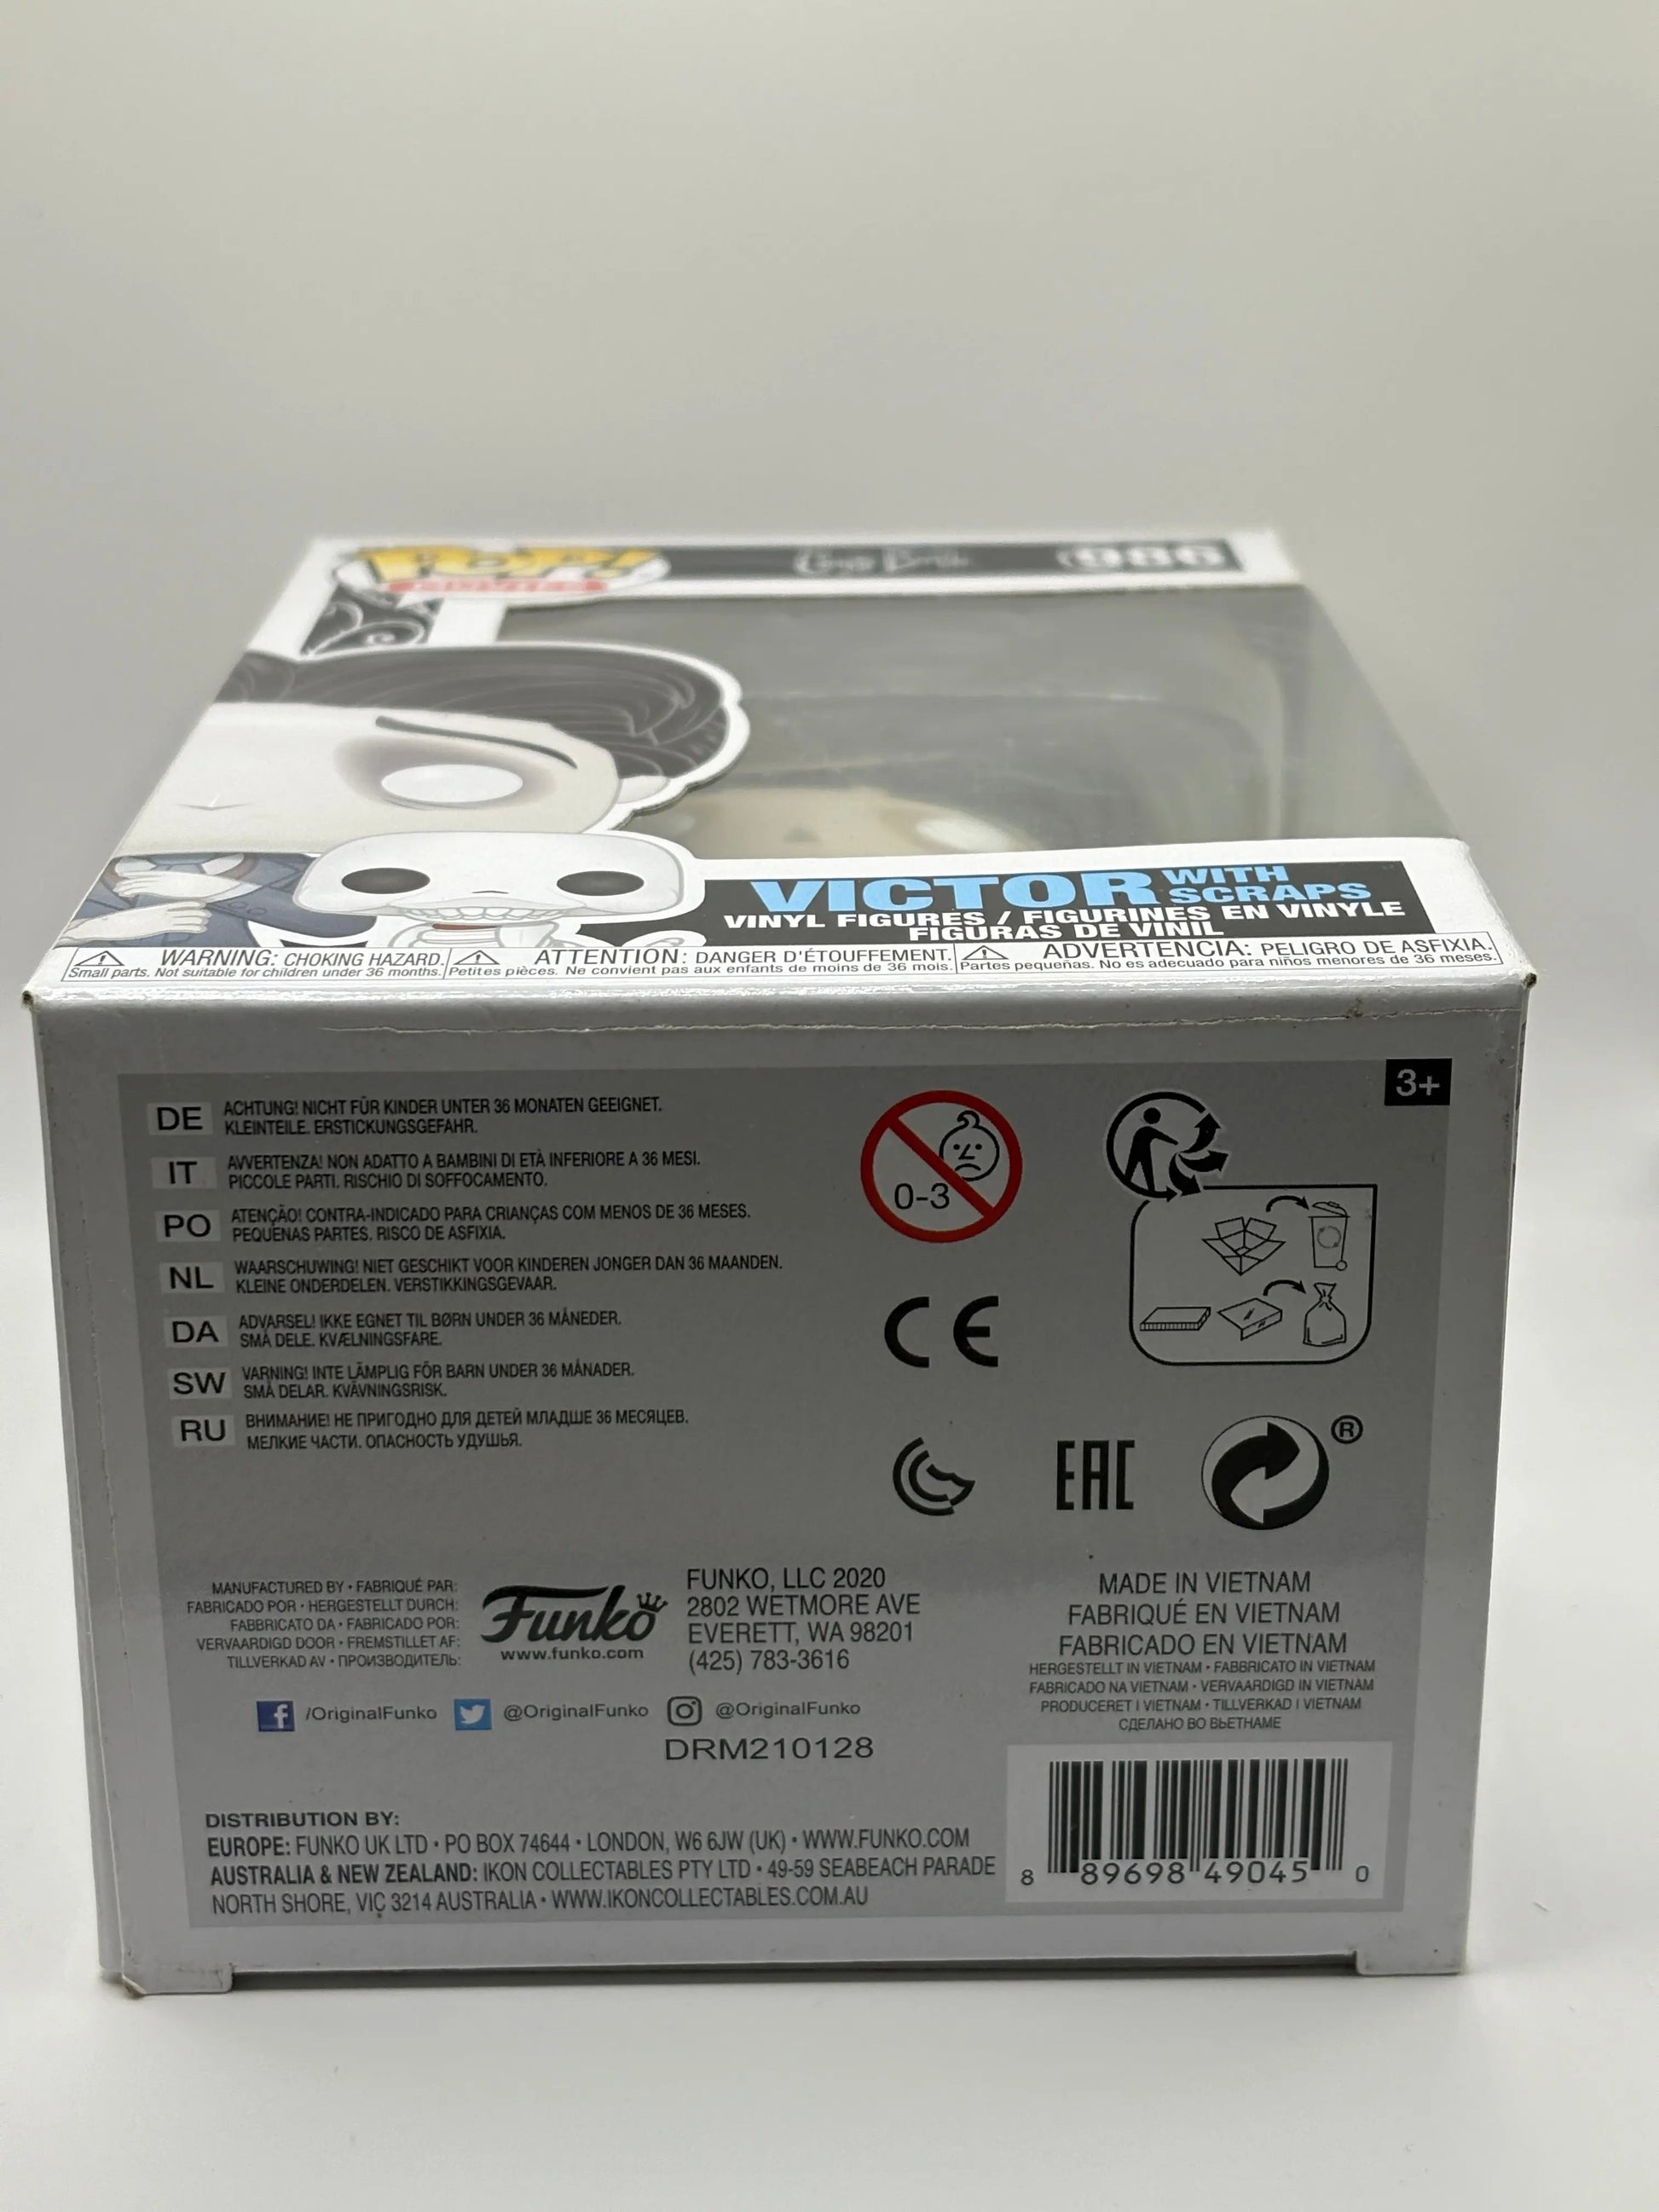 POP!
Corpse Bride
986
VICTOR WITH SCRAPS
VINYL FIGURES / FIGURINES EN VINYLE
FIGURAS DE VINIL
WARNING: CHOKING HAZARD.
Small parts. Not suitable for children under 36 months.
ATTENTION: DANGER D'ÉTOUFFEMENT.
Petites pièces. Ne convient pas aux enfants de moins de 36 mois.
ADVERTENCIA: PELIGRO DE ASFIXIA.
Partes pequeñas. No es adecuado para niños menores de 36 meses.
3+
DE ACHTUNG! NICHT FÜR KINDER UNTER 36 MONATEN GEEIGNET.
KLEINTEILE. ERSTICKUNGSGEFAHR.
IT AVVERTENZA! NON ADATTO A BAMBINI DI ETÀ INFERIORE A 36 MESI.
PICCOLE PARTI. RISCHIO DI SOFFOCAMENTO.
PO ATENÇÃO! CONTRA-INDICADO PARA CRIANÇAS COM MENOS DE 36 MESES.
PEQUENAS PARTES. RISCO DE ASFIXIA.
NL WAARSCHUWING! NIET GESCHIKT VOOR KINDEREN JONGER DAN 36 MAANDEN.
KLEINE ONDERDELEN. VERSTIKKINGSGEVAAR.
DA ADVARSEL! IKKE EGNET TIL BØRN UNDER 36 MÅNEDER.
SMÅ DELE. KVÆLNINGSFARE.
SW VARNING! INTE LÄMPLIG FÖR BARN UNDER 36 MÅNADER.
SMÅ DELAR. KVÄVNINGSRISK.
RU ВНИМАНИЕ! НЕ ПРИГОДНО ДЛЯ ДЕТЕЙ МЛАДШЕ 36 МЕСЯЦЕВ.
МЕЛКИЕ ЧАСТИ. ОПАСНОСТЬ УДУШЬЯ.
0-3
CE
EAC
®
MANUFACTURED BY • FABRIQUÉ PAR:
FABRICADO POR • HERGESTELLT DURCH:
FABBRICATO DA • FABRICADO POR:
VERVAARDIGD DOOR • FREMSTILLET AF:
TILLVERKAD AV • ПРОИЗВОДИТЕЛЬ:
Funko
www.funko.com
FUNKO, LLC 2020
2802 WETMORE AVE
EVERETT, WA 98201
(425) 783-3616
MADE IN VIETNAM
FABRIQUÉ EN VIETNAM
FABRICADO EN VIETNAM
HERGESTELLT IN VIETNAM • FABBRICATO IN VIETNAM
FABRICADO NA VIETNAM • VERVAARDIGD IN VIETNAM
PRODUCERET I VIETNAM • TILLVERKAD I VIETNAM
СДЕЛАНО ВО ВЬЕТНАМЕ
/OriginalFunko @OriginalFunko @OriginalFunko
DRM210128
DISTRIBUTION BY:
EUROPE: FUNKO UK LTD • PO BOX 74644 • LONDON, W6 6JW (UK) • WWW.FUNKO.COM
AUSTRALIA & NEW ZEALAND: IKON COLLECTABLES PTY LTD • 49-59 SEABEACH PARADE
NORTH SHORE, VIC 3214 AUSTRALIA • WWW.IKONCOLLECTABLES.COM.AU
8 89698 49045 0